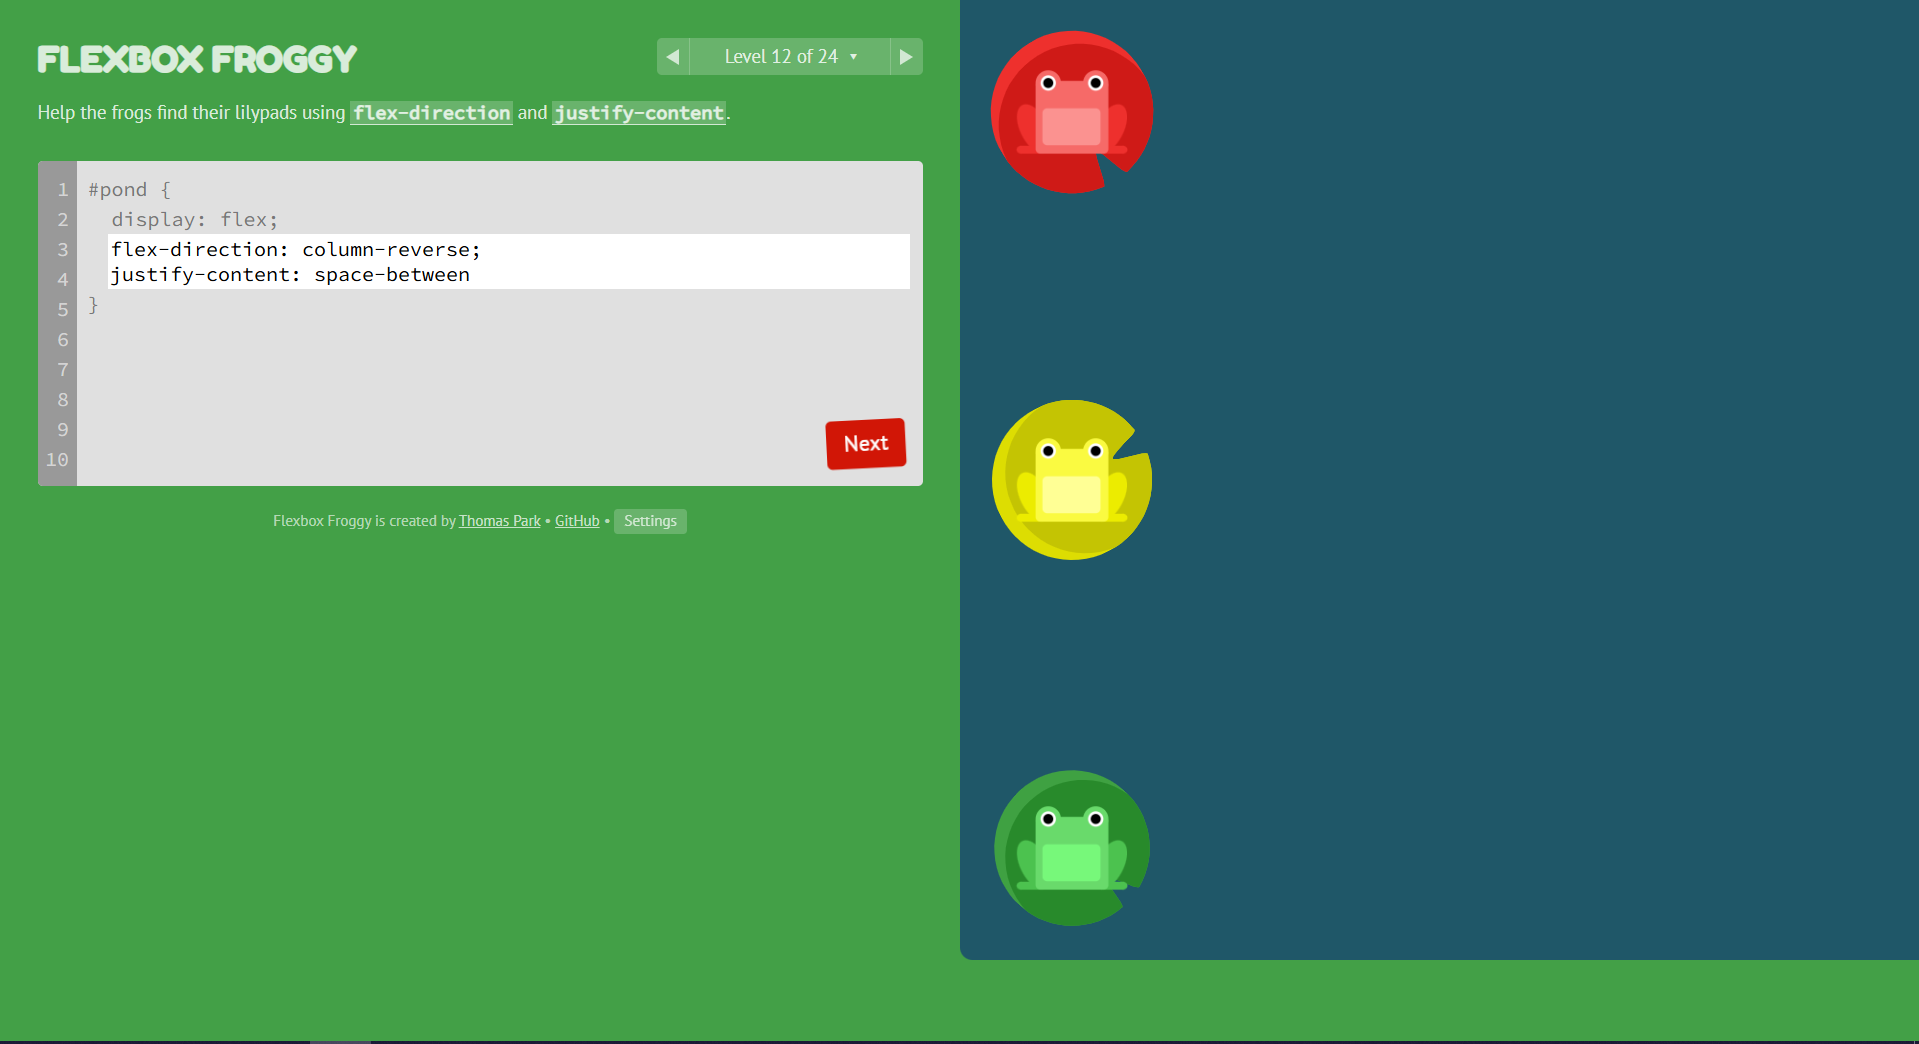 FLEXBOX FROGGY
◀ Level 12 of 24 ▾ ▶
Help the frogs find their lilypads using flex-direction and justify-content.
1 #pond {
2 display: flex;
3 flex-direction: column-reverse;
4 justify-content: space-between
5 }
6
7
8
9
10
Next
Flexbox Froggy is created by Thomas Park • GitHub • Settings